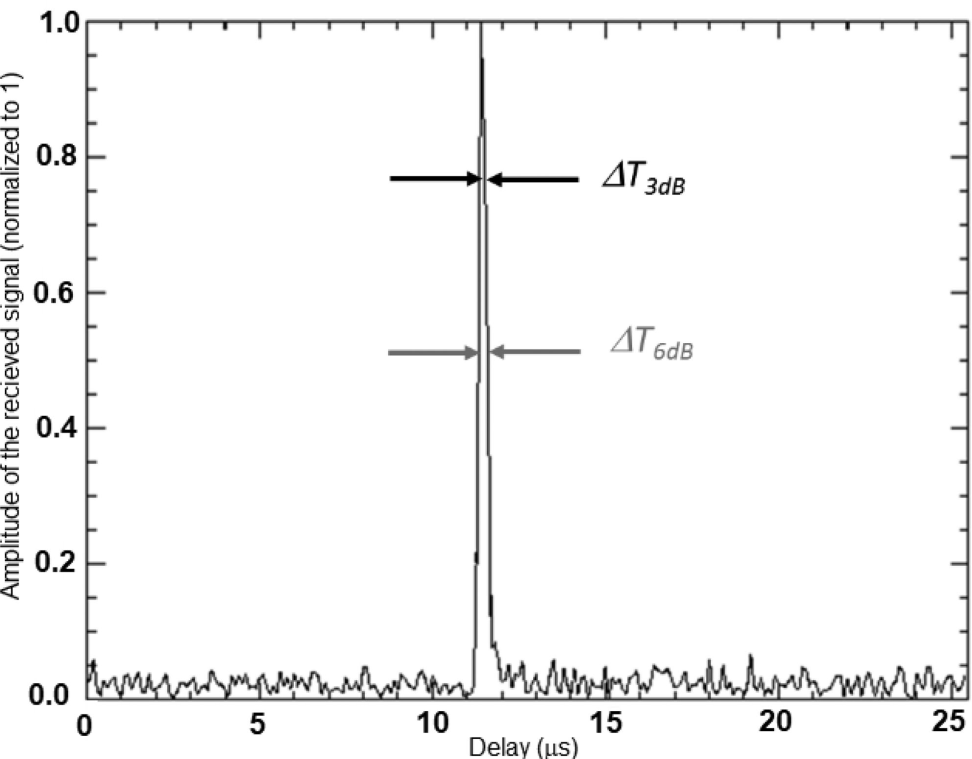 Amplitude of the recieved signal (normalized to 1)
1.0
0.8
0.6
0.4
0.2
0.0
ΔT3dB
ΔT6dB
0 5 10 15 20 25
Delay (μs)